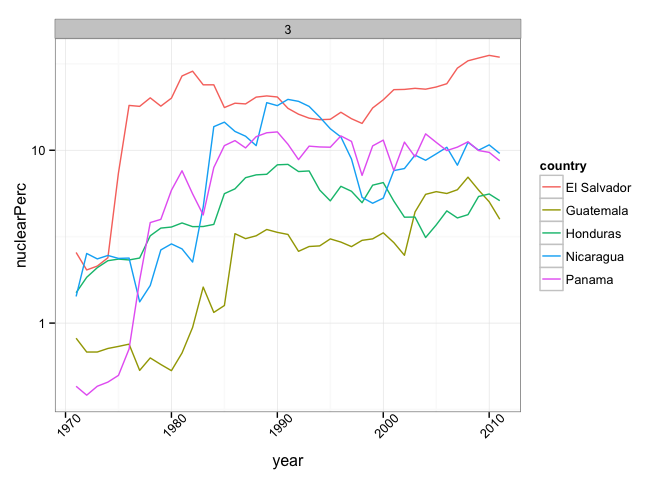 3
10
1
nuclearPerc
1970
1980
1990
2000
2010
year
country
El Salvador
Guatemala
Honduras
Nicaragua
Panama